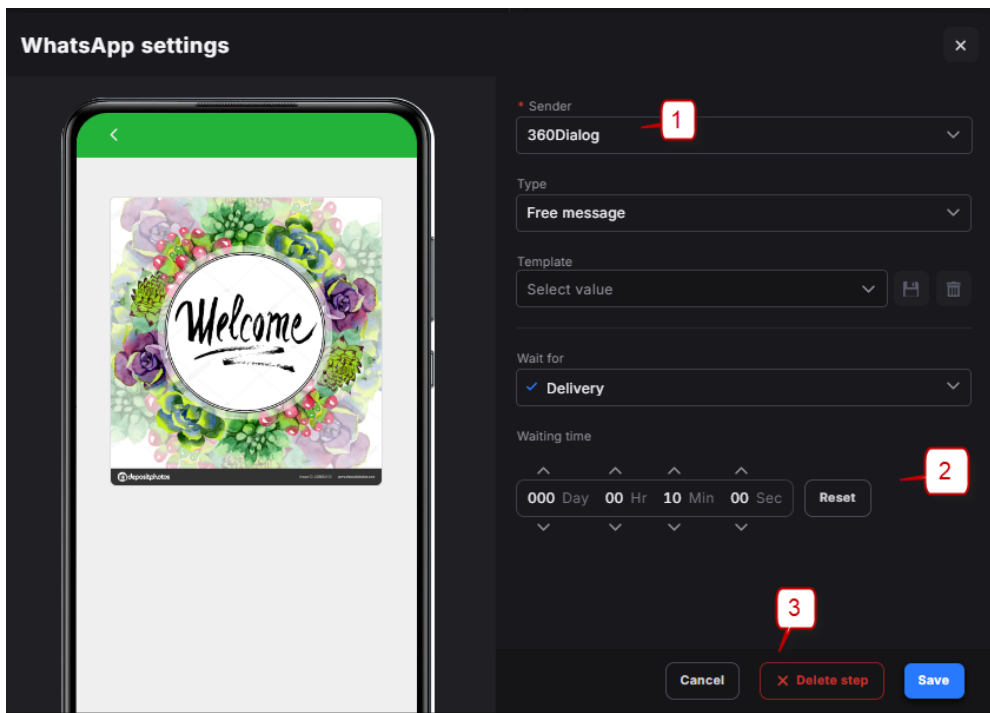 WhatsApp settings
* Sender
1
360Dialog
Type
Free message
Template
Select value
Wait for
Delivery
Waiting time
2
000 Day 00 Hr 10 Min 00 Sec
Reset
3
Cancel
Delete step
Save
Welcome
depositphotos